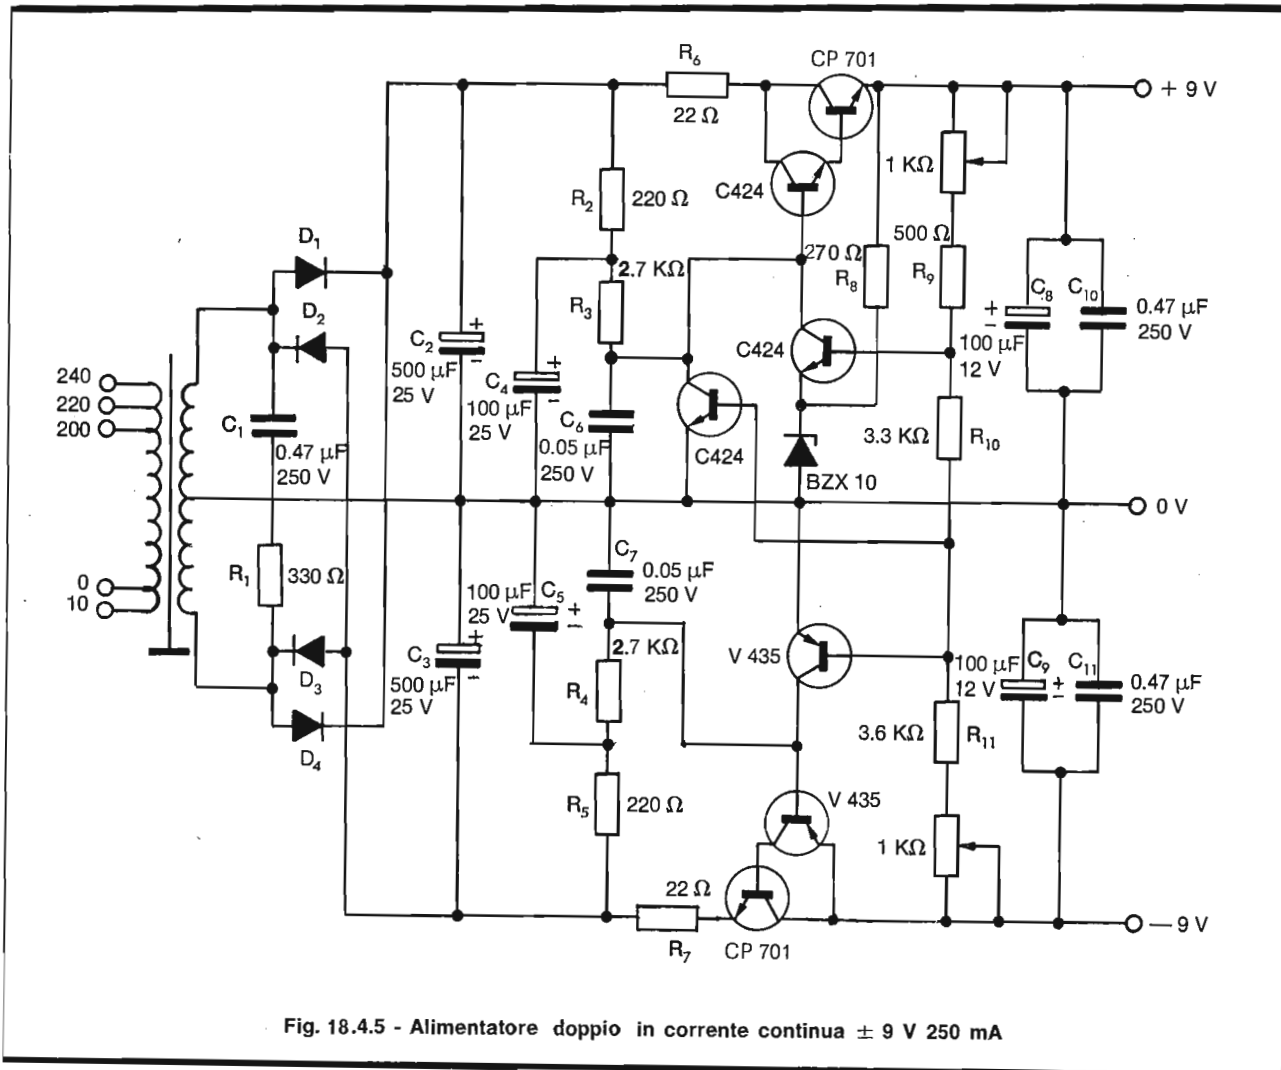 R6
22 Ω
CP 701
+ 9 V
1 KΩ
C424
R2
220 Ω
D1
2.7 KΩ
270 Ω
R8
500 Ω
R9
R3
C8
C10
0.47 µF
250 V
+
-
100 µF
12 V
D2
C2
+
-
500 µF
25 V
C4
+
-
100 µF
25 V
C424
240
220
200
C1
0.47 µF
250 V
C6
0.05 µF
250 V
C424
3.3 KΩ
R10
BZX 10
0 V
C7
0.05 µF
250 V
R1
330 Ω
0
10
100 µF
25 V
C5
+
-
2.7 KΩ
V 435
C3
+
-
500 µF
25 V
D3
R4
100 µF
12 V
C9
+
-
C11
0.47 µF
250 V
3.6 KΩ
R11
D4
R5
220 Ω
V 435
1 KΩ
22 Ω
R7
CP 701
— 9 V
Fig. 18.4.5 - Alimentatore doppio in corrente continua ± 9 V 250 mA